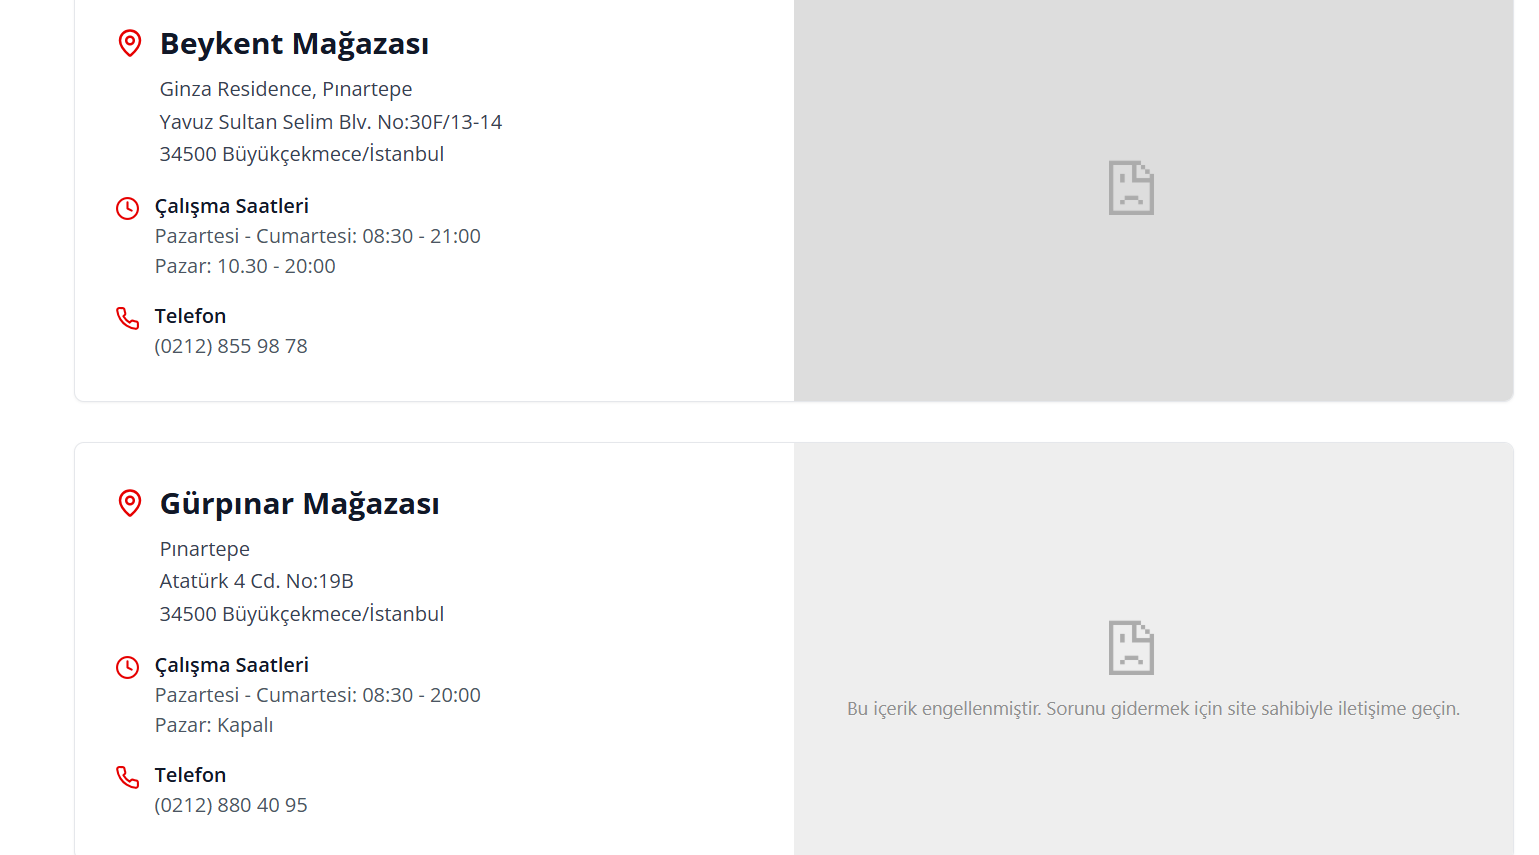 Beykent Mağazası
Ginza Residence, Pınartepe
Yavuz Sultan Selim Blv. No:30F/13-14
34500 Büyükçekmece/İstanbul
Çalışma Saatleri
Pazartesi - Cumartesi: 08:30 - 21:00
Pazar: 10.30 - 20:00
Telefon
(0212) 855 98 78
Gürpınar Mağazası
Pınartepe
Atatürk 4 Cd. No:19B
34500 Büyükçekmece/İstanbul
Çalışma Saatleri
Pazartesi - Cumartesi: 08:30 - 20:00
Pazar: Kapalı
Telefon
(0212) 880 40 95
Bu içerik engellenmiştir. Sorunu gidermek için site sahibiyle iletişime geçin.